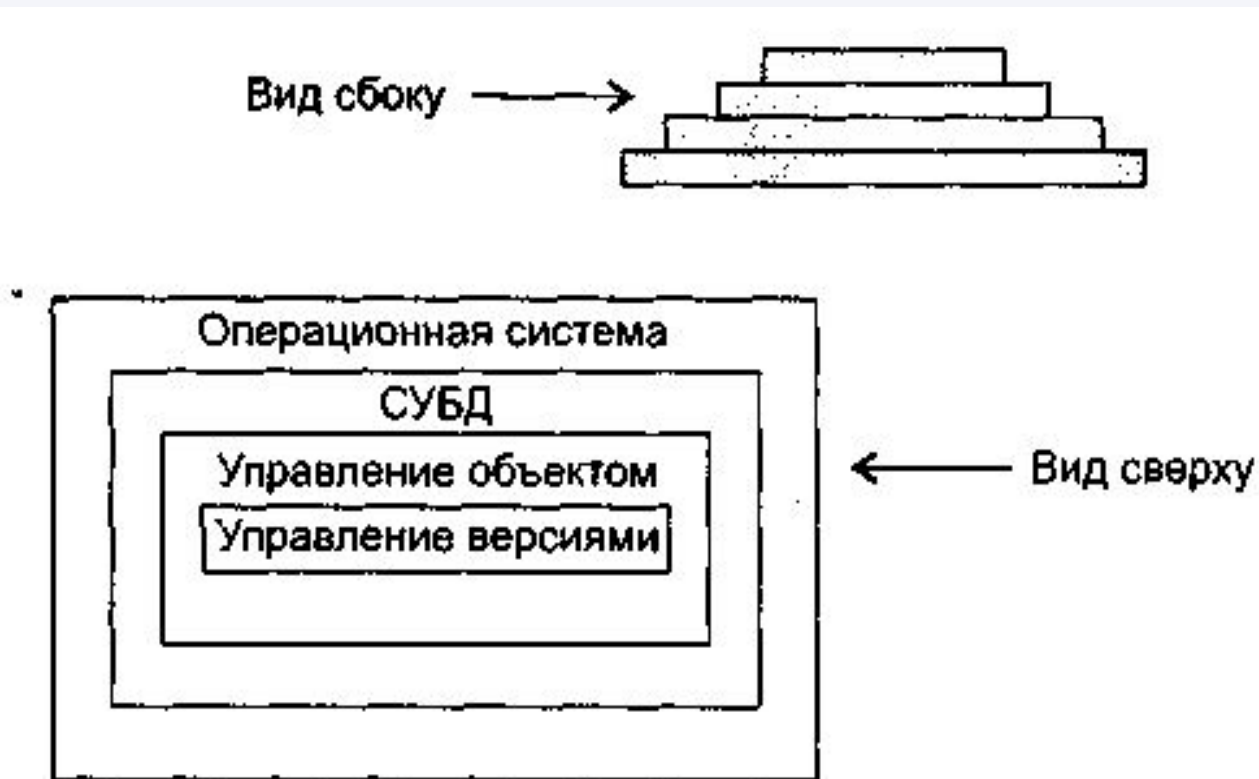 Вид сбоку
Операционная система
СУБД
Управление объектом
Вид сверху
Управление версиями